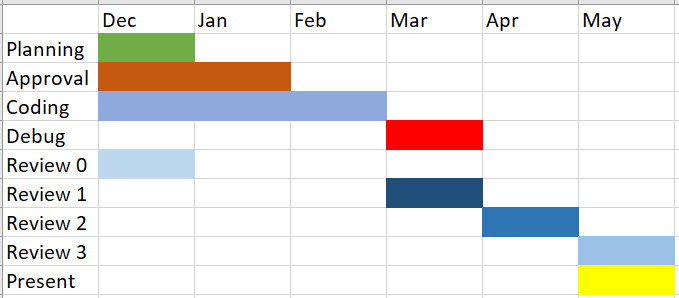 Dec Jan Feb Mar Apr May
Planning
Approval
Coding
Debug
Review 0
Review 1
Review 2
Review 3
Present